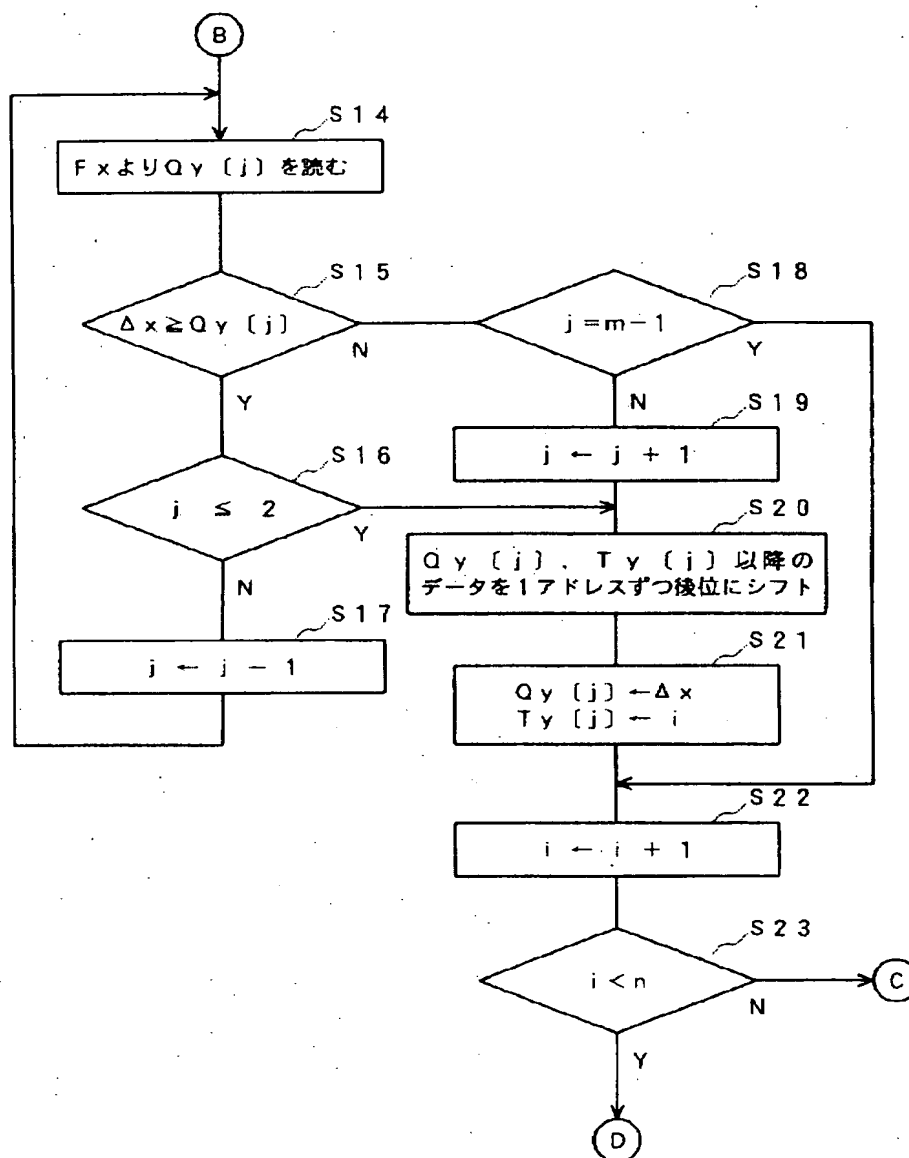 B
S14
FxよりQy〔j〕を読む
S15
Δx≧Qy〔j〕
N
Y
S16
j ≦ 2
Y
N
S17
j ← j - 1
S18
j=m-1
Y
N
S19
j ← j + 1
S20
Qy〔j〕、Ty〔j〕以降の
データを1アドレスずつ後位にシフト
S21
Qy〔j〕←Δx
Ty〔j〕← i
S22
i ← i + 1
S23
i<n
N
C
Y
D